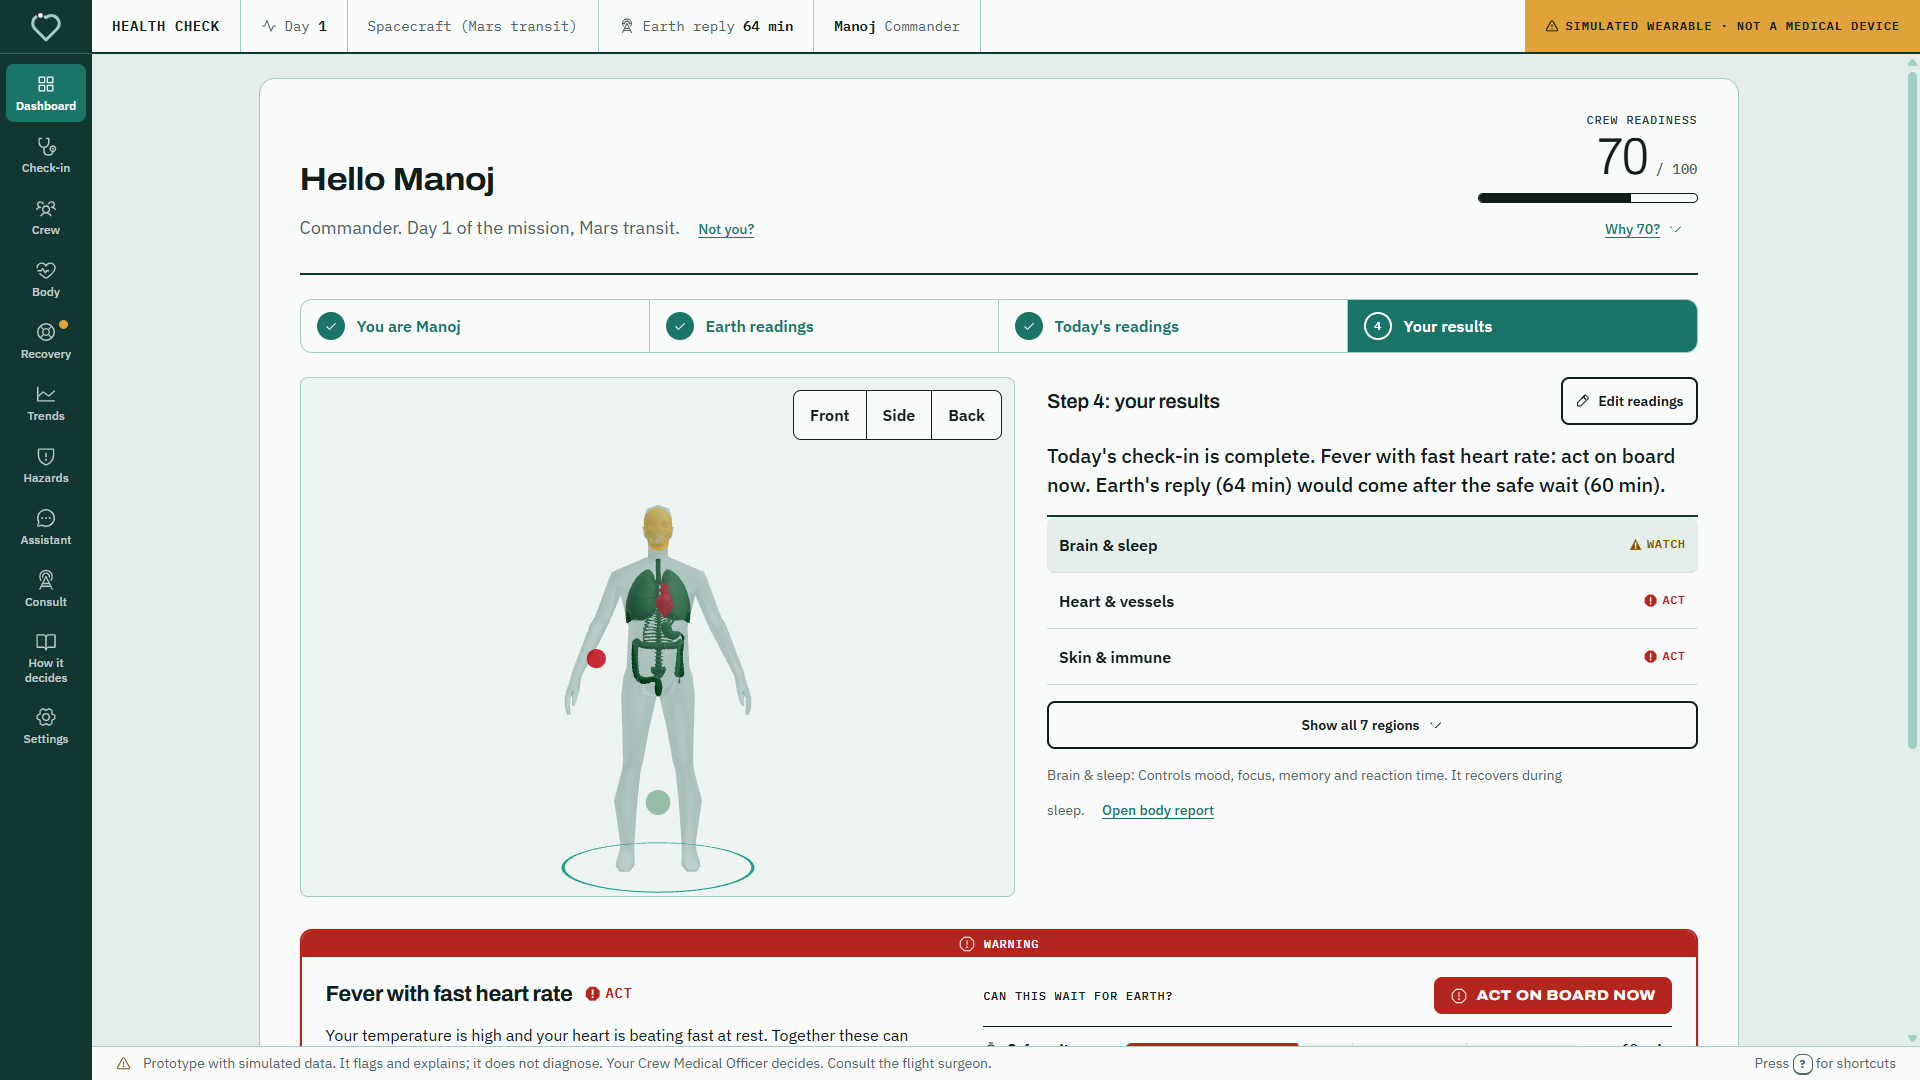 HEALTH CHECK
Day 1
Spacecraft (Mars transit)
Earth reply 64 min
Manoj Commander
SIMULATED WEARABLE · NOT A MEDICAL DEVICE
Dashboard
Check-in
Crew
Body
Recovery
Trends
Hazards
Assistant
Consult
How it
decides
Settings
CREW READINESS
70 / 100
Why 70?
Hello Manoj
Commander. Day 1 of the mission, Mars transit. Not you?
You are Manoj
Earth readings
Today's readings
4 Your results
Front Side Back
Step 4: your results
Edit readings
Today's check-in is complete. Fever with fast heart rate: act on board
now. Earth's reply (64 min) would come after the safe wait (60 min).
Brain & sleep WATCH
Heart & vessels ACT
Skin & immune ACT
Show all 7 regions
Brain & sleep: Controls mood, focus, memory and reaction time. It recovers during
sleep. Open body report
WARNING
Fever with fast heart rate ACT
Your temperature is high and your heart is beating fast at rest. Together these can
CAN THIS WAIT FOR EARTH?
ACT ON BOARD NOW
Prototype with simulated data. It flags and explains; it does not diagnose. Your Crew Medical Officer decides. Consult the flight surgeon.
Press ? for shortcuts